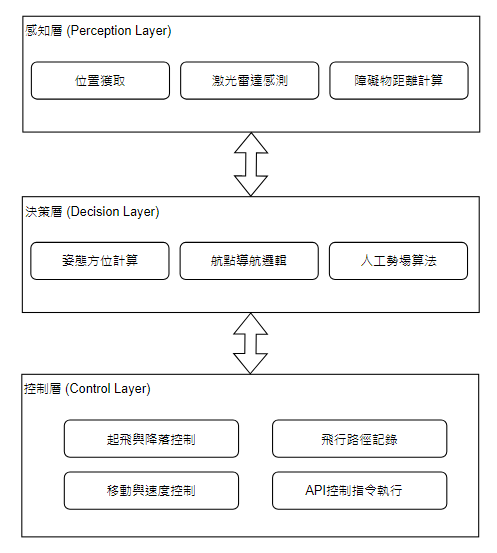 感知層 (Perception Layer)
位置獲取
激光雷達感測
障礙物距離計算
決策層 (Decision Layer)
姿態方位計算
航點導航邏輯
人工勢場算法
控制層 (Control Layer)
起飛與降落控制
飛行路徑記錄
移動與速度控制
API控制指令執行